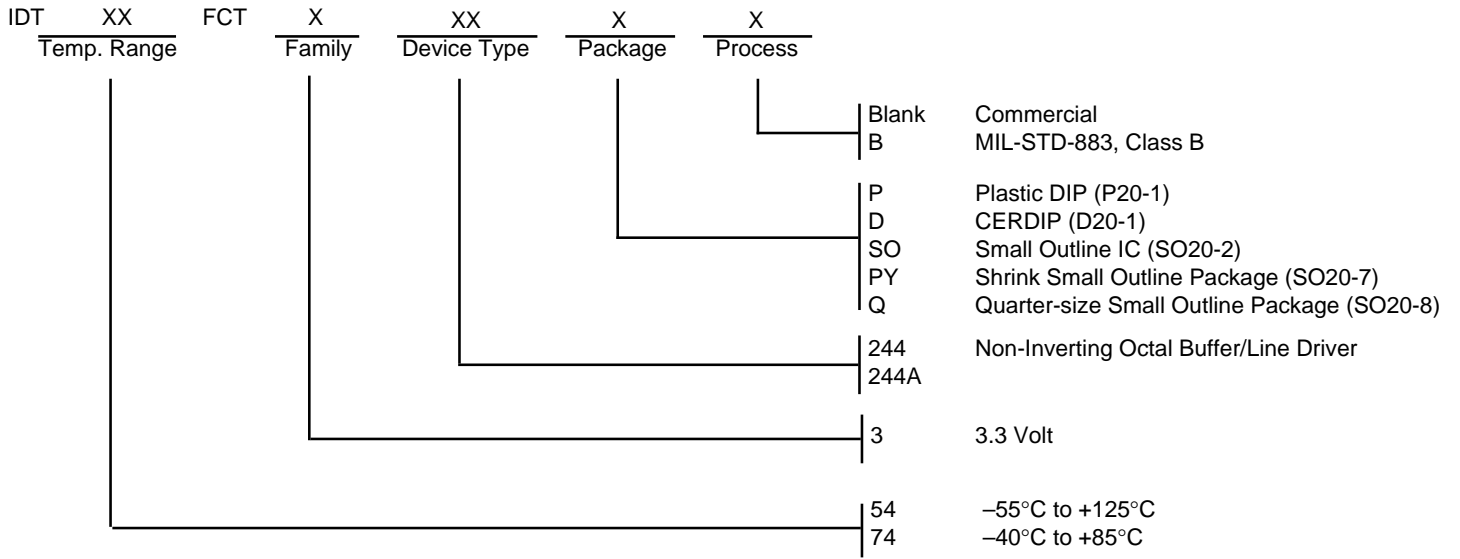 IDT XX FCT X XX X X
Temp. Range Family Device Type Package Process
Blank Commercial
B MIL-STD-883, Class B
P Plastic DIP (P20-1)
D CERDIP (D20-1)
SO Small Outline IC (SO20-2)
PY Shrink Small Outline Package (SO20-7)
Q Quarter-size Small Outline Package (SO20-8)
244 Non-Inverting Octal Buffer/Line Driver
244A
3 3.3 Volt
54 –55°C to +125°C
74 –40°C to +85°C